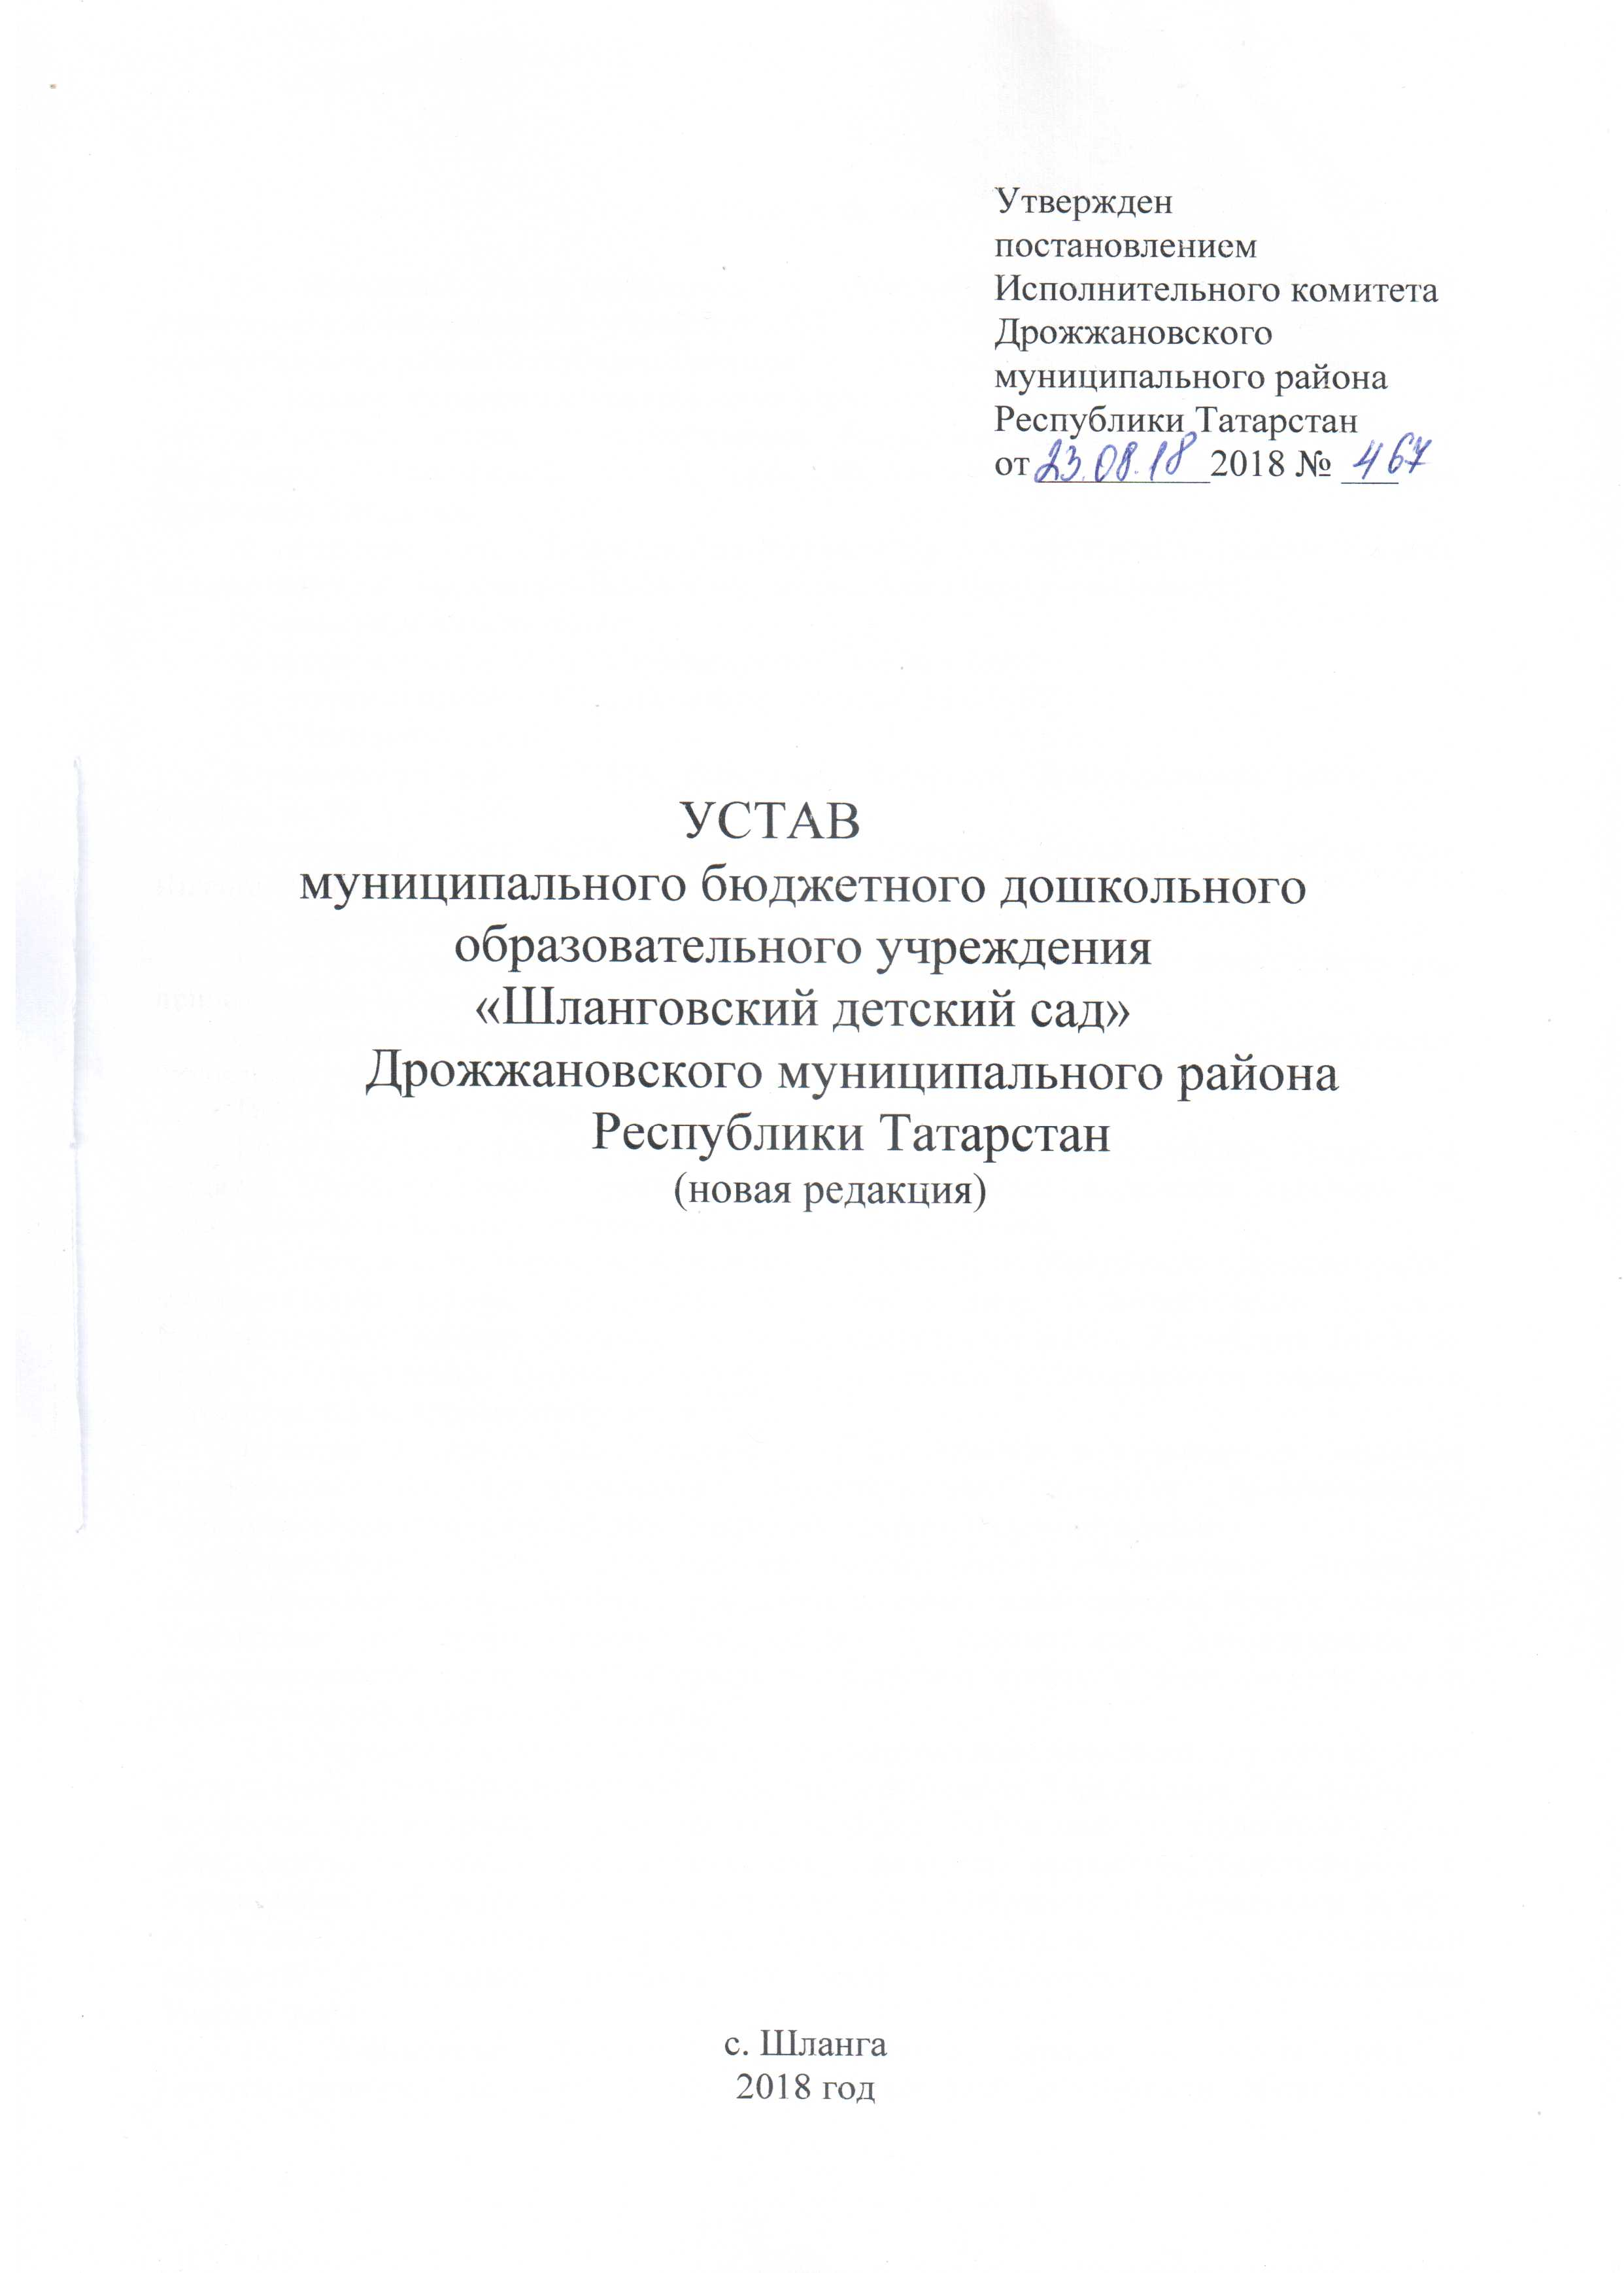 Утвержден
постановлением
Исполнительного комитета
Дрожжановского
муниципального района
Республики Татарстан
от 23.08.18 2018 № 467
УСТАВ
муниципального бюджетного дошкольного
образовательного учреждения
«Шланговский детский сад»
Дрожжановского муниципального района
Республики Татарстан
(новая редакция)
с. Шланга
2018 год